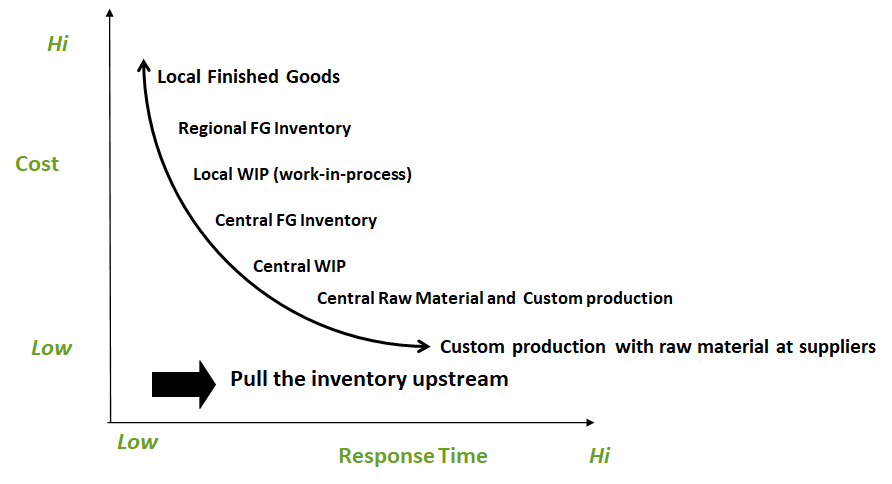 Hi
Local Finished Goods
Regional FG Inventory
Cost
Local WIP (work-in-process)
Central FG Inventory
Central WIP
Central Raw Material and Custom production
Low
Custom production with raw material at suppliers
Pull the inventory upstream
Low
Response Time
Hi